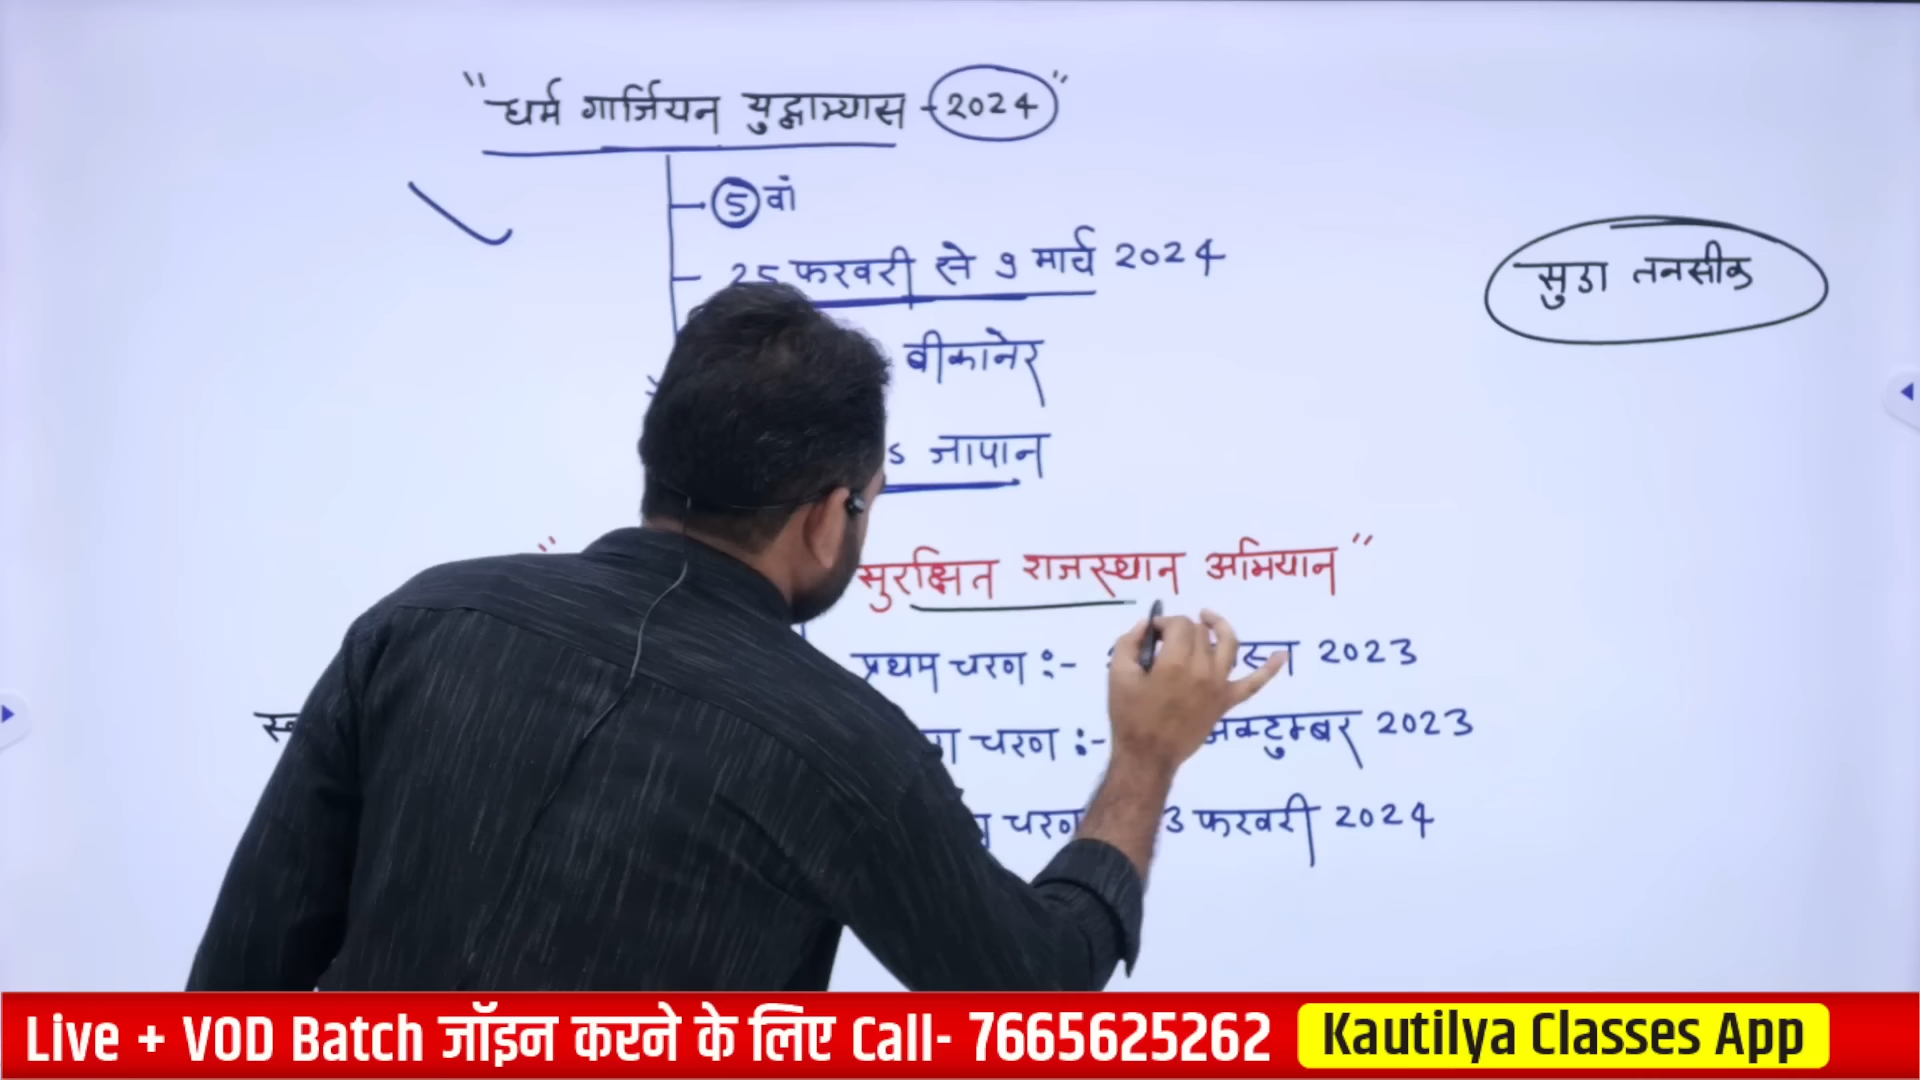 "धर्म गार्जियन युद्धाभ्यास - 2024"
5 वां
25 फरवरी से 9 मार्च 2024
सुडा तनसीक
बीकानेर
जापान
"सुरक्षित राजस्थान अभियान"
प्रथम चरण :- 2023
चरण :- अक्टुम्बर 2023
चरण 3 फरवरी 2024
Live + VOD Batch जॉइन करने के लिए Call- 7665625262
Kautilya Classes App